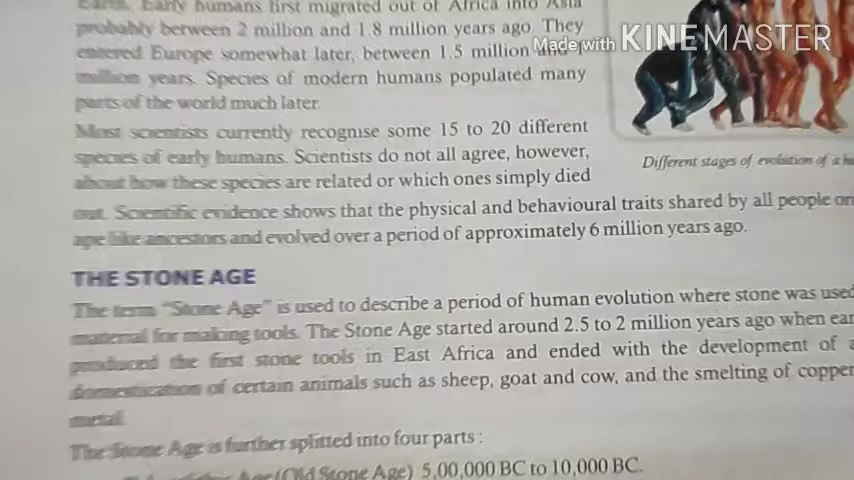 Earth. Early humans first migrated out of Africa into Asia
probably between 2 million and 1.8 million years ago. They
entered Europe somewhat later, between 1.5 million and 1
million years. Species of modern humans populated many
parts of the world much later.
Most scientists currently recognise some 15 to 20 different
species of early humans. Scientists do not all agree, however,
about how these species are related or which ones simply died
out. Scientific evidence shows that the physical and behavioural traits shared by all people
ape like ancestors and evolved over a period of approximately 6 million years ago.
Made with KINEMASTER
Different stages of evolution of a
THE STONE AGE
The term "Stone Age" is used to describe a period of human evolution where stone was used
material for making tools. The Stone Age started around 2.5 to 2 million years ago when
produced the first stone tools in East Africa and ended with the development of
domestication of certain animals such as sheep, goat and cow, and the smelting of copper
metal.
The Stone Age is further splitted into four parts :
Age (Old Stone Age) 5,00,000 BC to 10,000 BC.